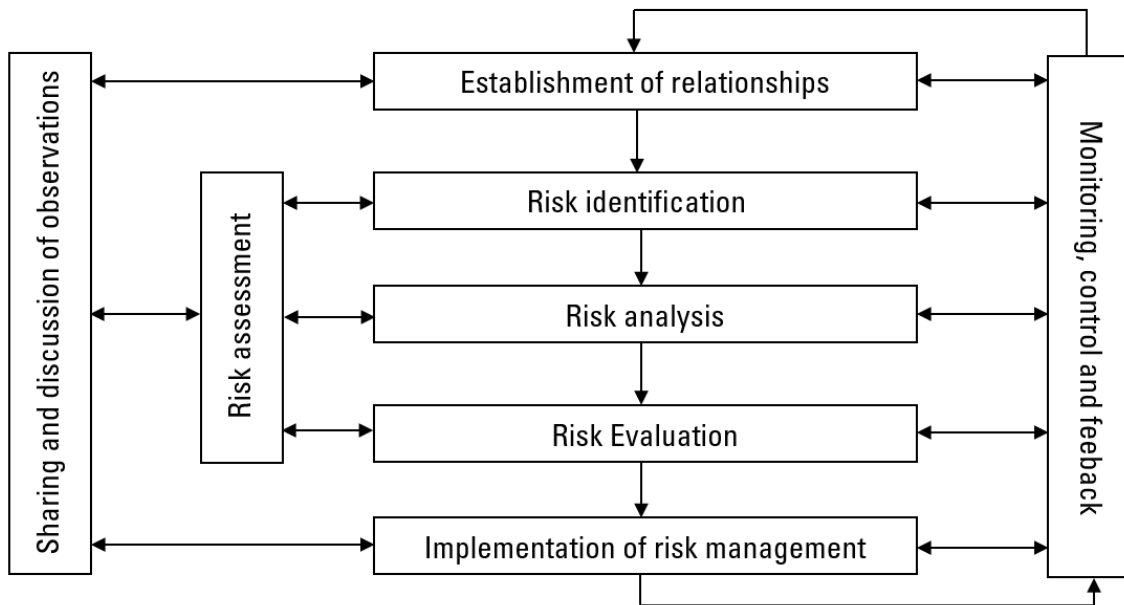 Sharing and discussion of observations
Risk assessment
Establishment of relationships
Risk identification
Risk analysis
Risk Evaluation
Implementation of risk management
Monitoring, control and feeback